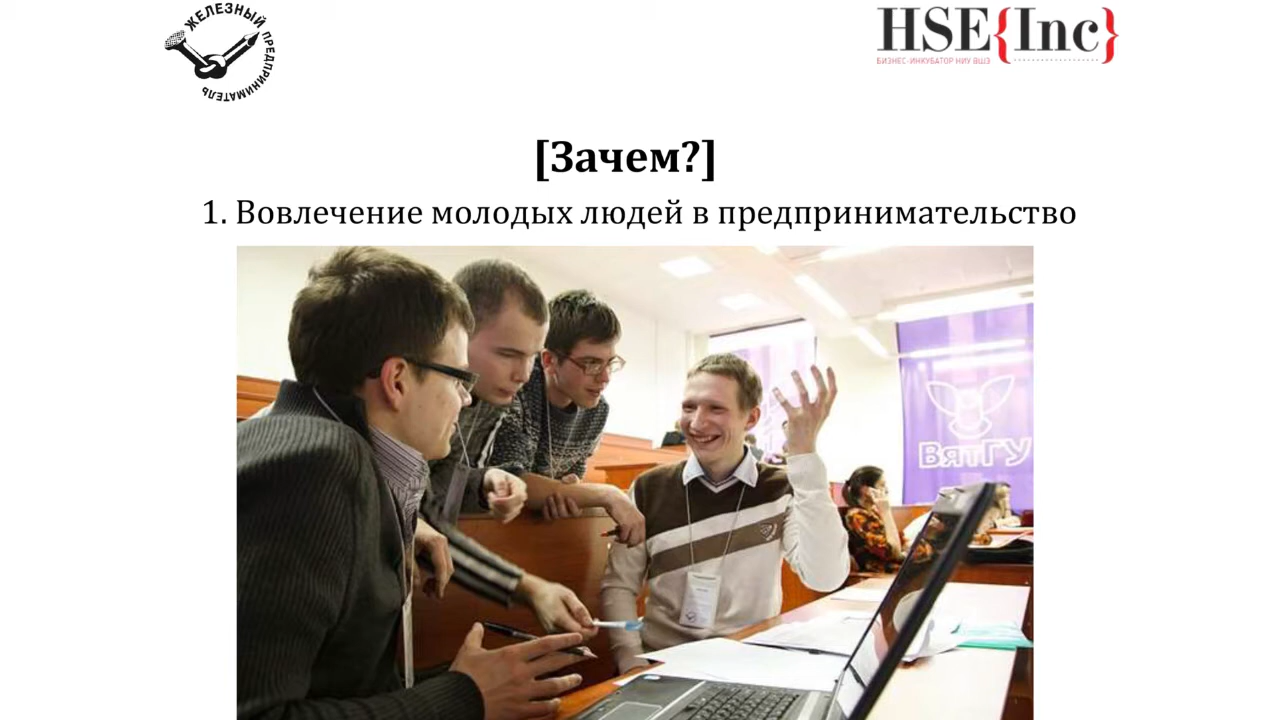 ЖЕЛЕЗНЫЙ ПРЕДПРИНИМАТЕЛЬ
HSE{Inc}
БИЗНЕС-ИНКУБАТОР НИУ ВШЭ
[Зачем?]
1. Вовлечение молодых людей в предпринимательство
ВятГУ